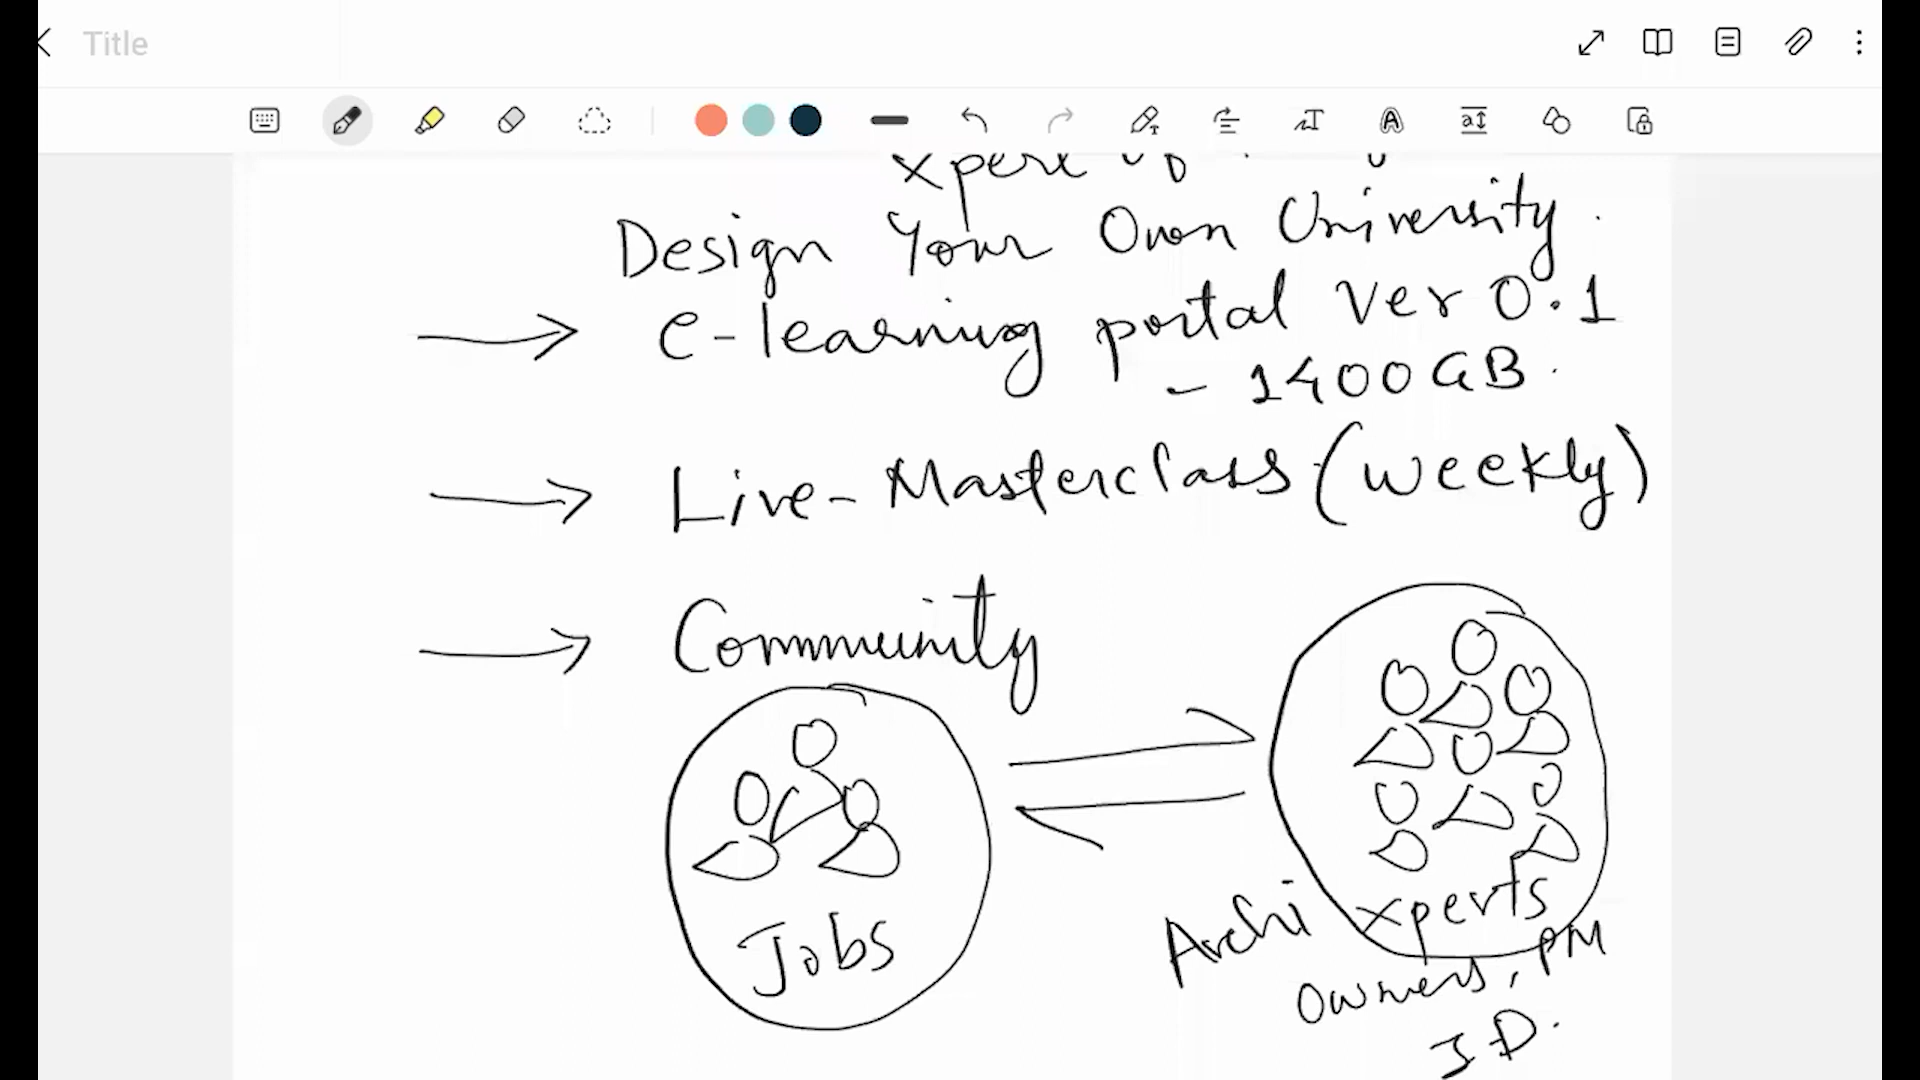 Title
Design Your Own University.
e-learning portal Ver 0.1
- 1400GB.
Live-Masterclass (weekly)
Community
Jobs
Xperts
Archi
Owners, PM
ID.